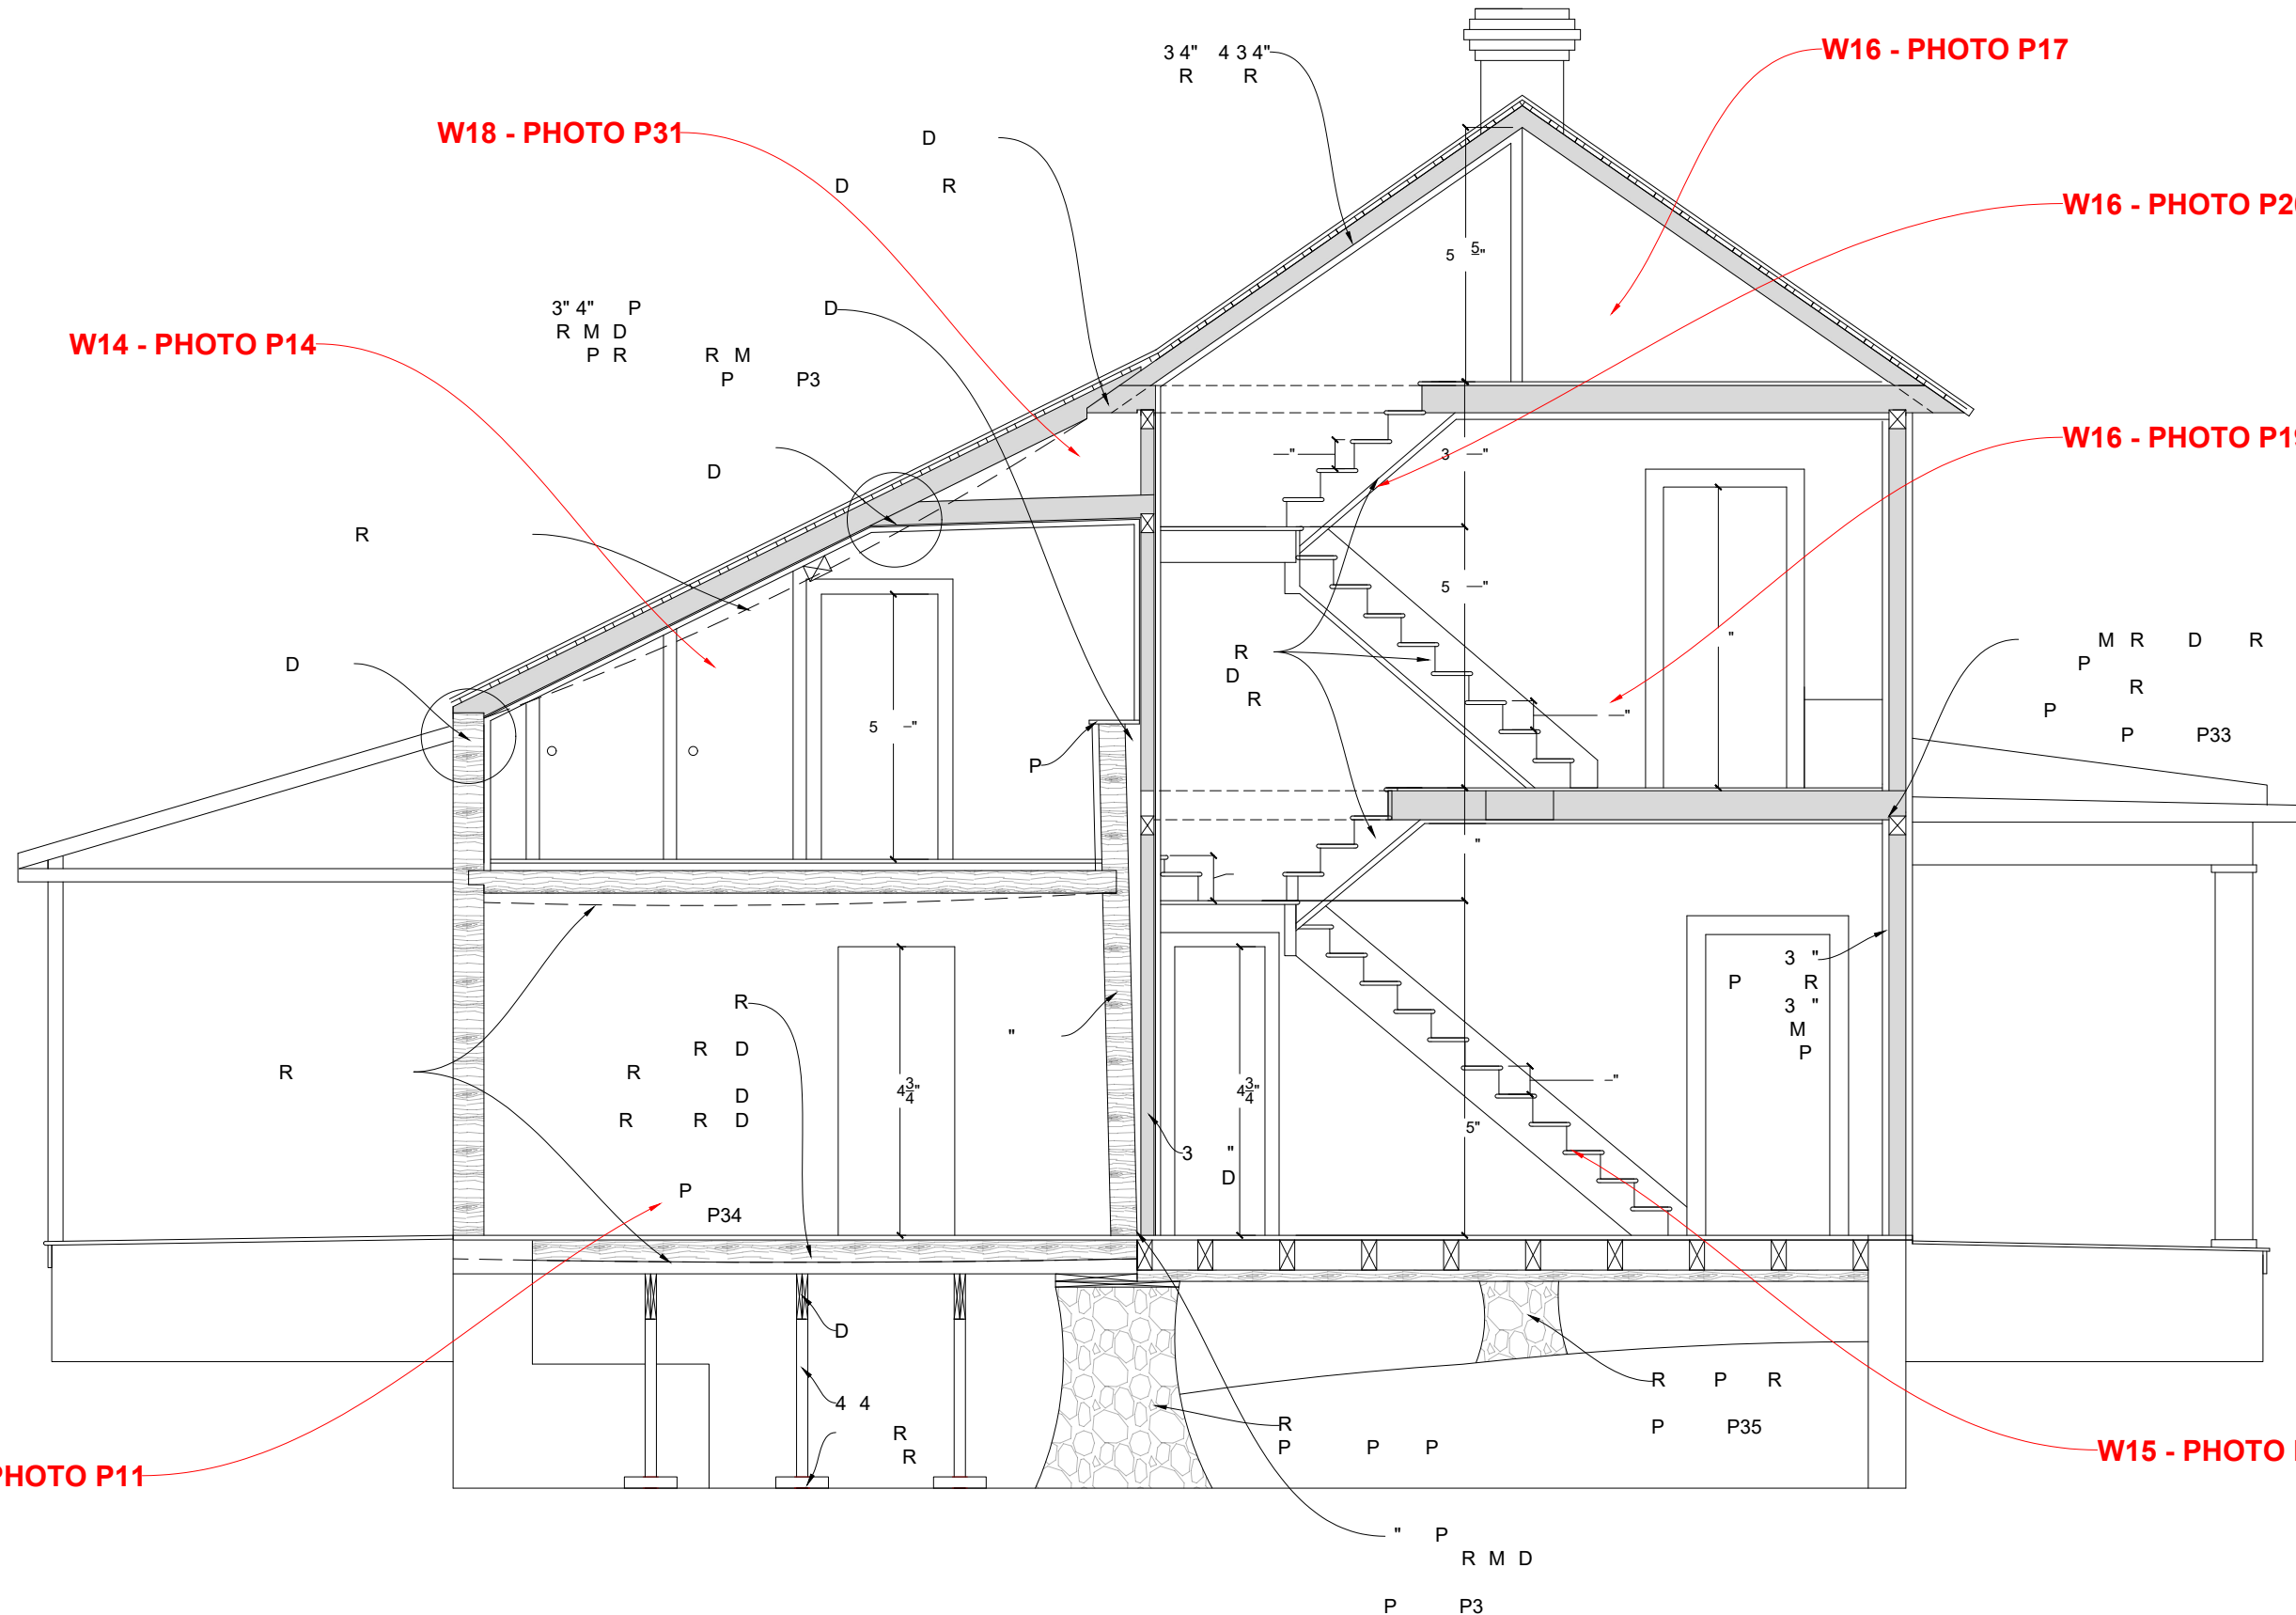 W16 - PHOTO P17
3 4" 4 3 4"
R R
W18 - PHOTO P31
D
D R
W16 - PHOTO P2
3" 4" P D
R M D
P R R M
P P3
W14 - PHOTO P14
5 5"
W16 - PHOTO P19
3 —"
—"
D
R
5 —"
M R D R
P
R
P
P P33
R
D
R
D
5 —"
—"
P
"
"
3 "
P R
3 "
M
P
R
R D
R
D
R R D
"
R
4 3/4"
4 3/4"
—"
5"
3 "
D
P
P34
D
4 4
R
R
R P R
P P35
R
P P P
PHOTO P11
W15 - PHOTO
" P
R M D
P P3